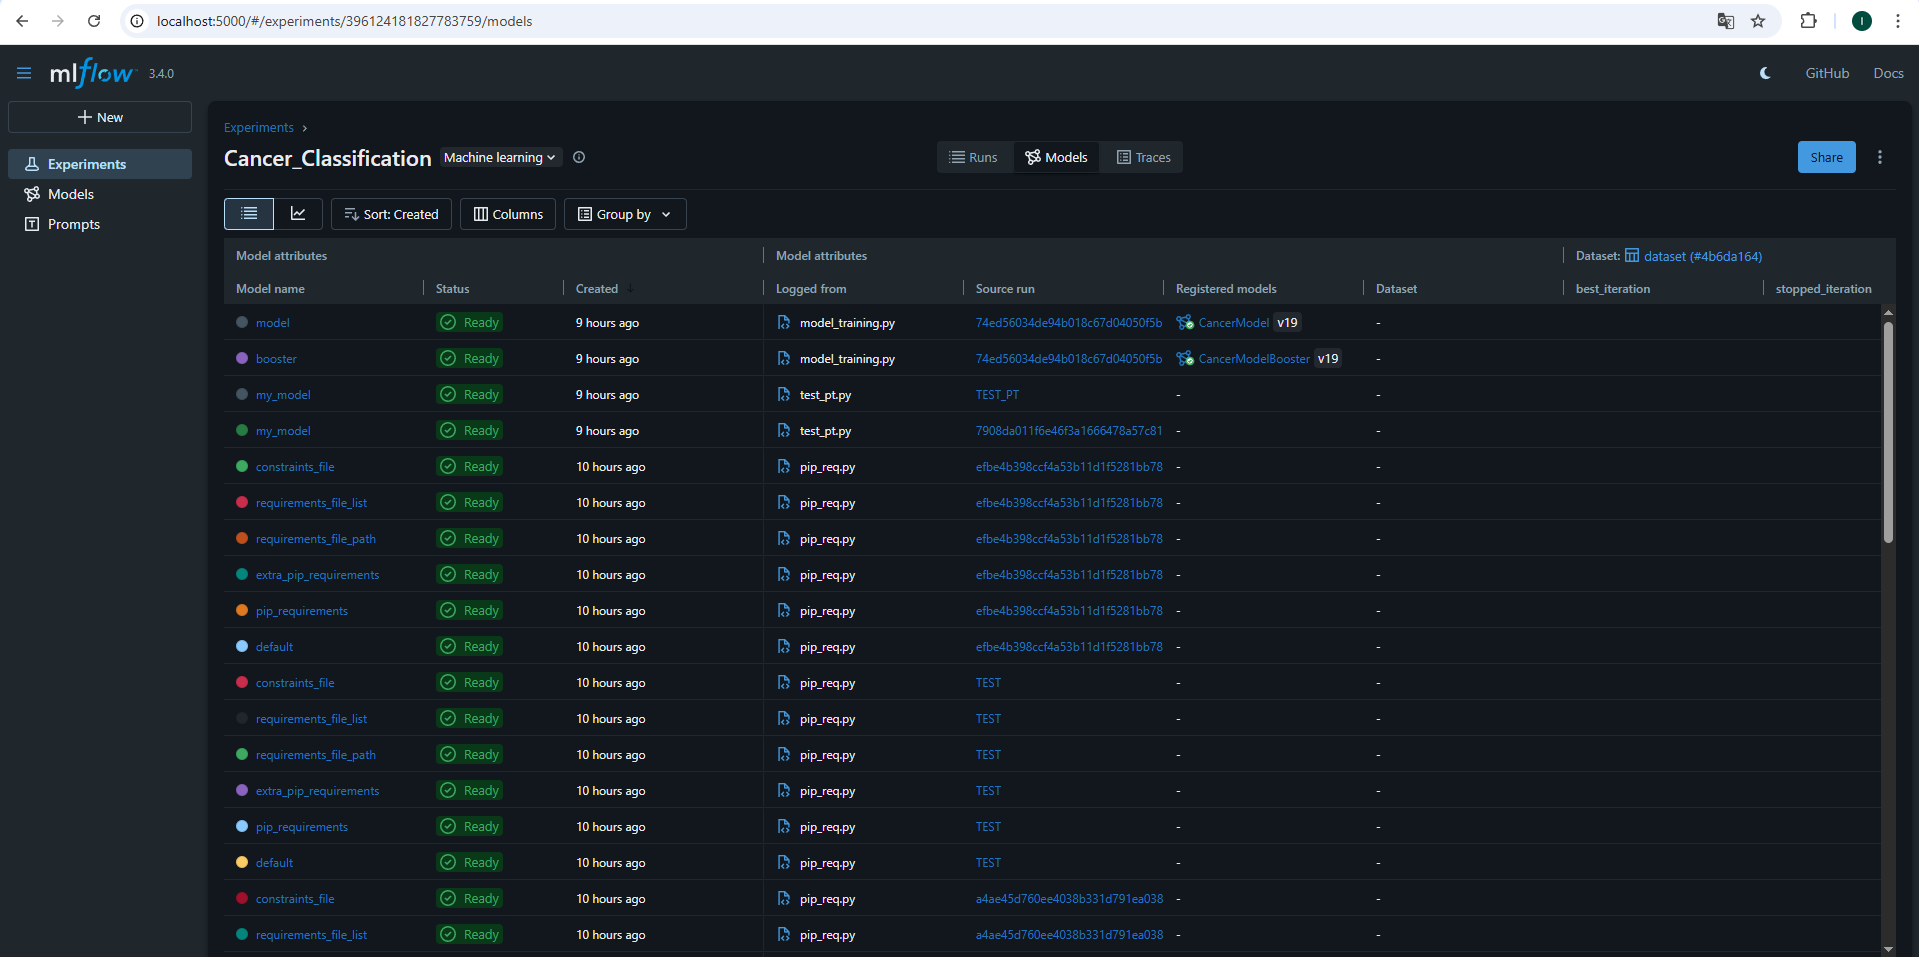 localhost:5000/#/experiments/396124181827783759/models
I
mlflow 3.4.0
GitHub Docs
New
Experiments
Models
Prompts
Experiments
Cancer_Classification Machine learning
Runs Models Traces
Share
Sort: Created Columns Group by
Model attributes Model attributes Dataset: dataset (#4b6da164)
Model name Status Created Logged from Source run Registered models Dataset best_iteration stopped_iteration
model Ready 9 hours ago model_training.py 74ed56034de94b018c67d04050f5b CancerModel v19 -
booster Ready 9 hours ago model_training.py 74ed56034de94b018c67d04050f5b CancerModelBooster v19 -
my_model Ready 9 hours ago test_pt.py TEST_PT - -
my_model Ready 9 hours ago test_pt.py 7908da011f6e46f3a1666478a57c81 - -
constraints_file Ready 10 hours ago pip_req.py efbe4b398ccf4a53b11d1f5281bb78 - -
requirements_file_list Ready 10 hours ago pip_req.py efbe4b398ccf4a53b11d1f5281bb78 - -
requirements_file_path Ready 10 hours ago pip_req.py efbe4b398ccf4a53b11d1f5281bb78 - -
extra_pip_requirements Ready 10 hours ago pip_req.py efbe4b398ccf4a53b11d1f5281bb78 - -
pip_requirements Ready 10 hours ago pip_req.py efbe4b398ccf4a53b11d1f5281bb78 - -
default Ready 10 hours ago pip_req.py efbe4b398ccf4a53b11d1f5281bb78 - -
constraints_file Ready 10 hours ago pip_req.py TEST - -
requirements_file_list Ready 10 hours ago pip_req.py TEST - -
requirements_file_path Ready 10 hours ago pip_req.py TEST - -
extra_pip_requirements Ready 10 hours ago pip_req.py TEST - -
pip_requirements Ready 10 hours ago pip_req.py TEST - -
default Ready 10 hours ago pip_req.py TEST - -
constraints_file Ready 10 hours ago pip_req.py a4ae45d760ee4038b331d791ea038 - -
requirements_file_list Ready 10 hours ago pip_req.py a4ae45d760ee4038b331d791ea038 - -